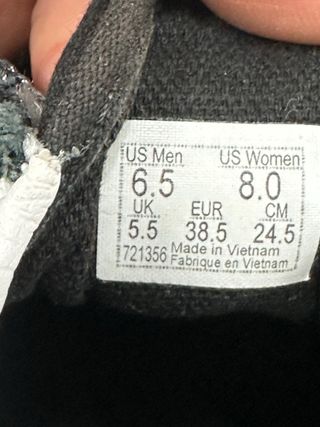 US Men US Women
6.5 8.0
UK EUR CM
5.5 38.5 24.5
721356 Made in Vietnam
Fabrique en Vietnam